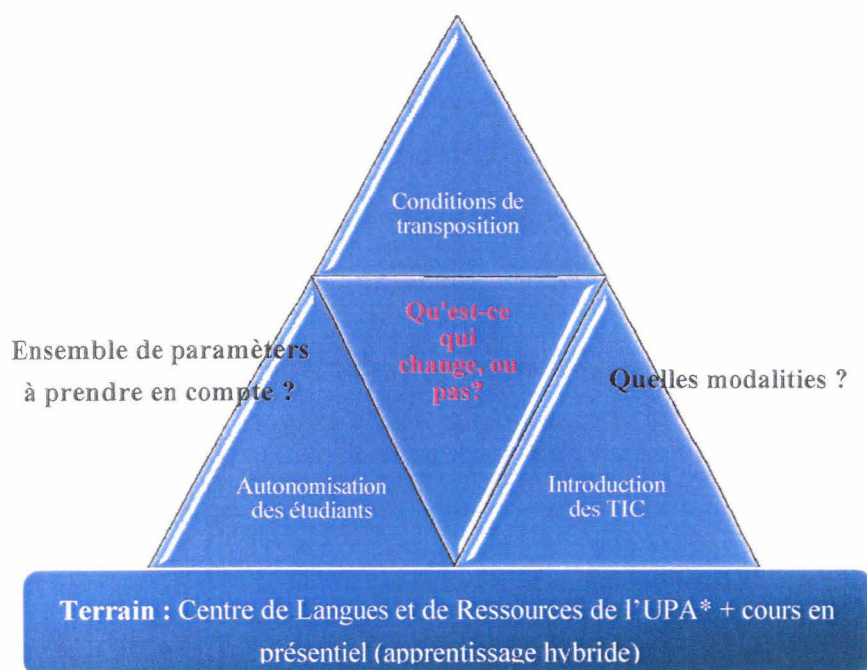 Conditions de
transposition
Qu'est-ce
qui
change, ou
pas?
Ensemble de paramèters
à prendre en compte ?
Quelles modalities ?
Autonomisation
des étudiants
Introduction
des TIC
Terrain : Centre de Langues et de Ressources de l'UPA* + cours en
présentiel (apprentissage hybride)